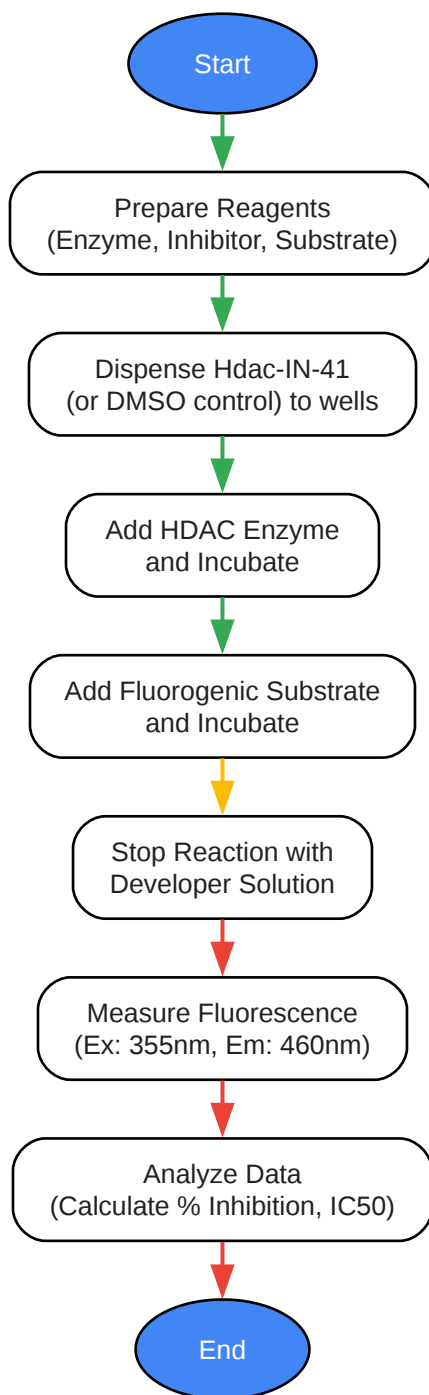 Start
Prepare Reagents
(Enzyme, Inhibitor, Substrate)
Dispense Hdac-IN-41
(or DMSO control) to wells
Add HDAC Enzyme
and Incubate
Add Fluorogenic Substrate
and Incubate
Stop Reaction with
Developer Solution
Measure Fluorescence
(Ex: 355nm, Em: 460nm)
Analyze Data
(Calculate % Inhibition, IC50)
End